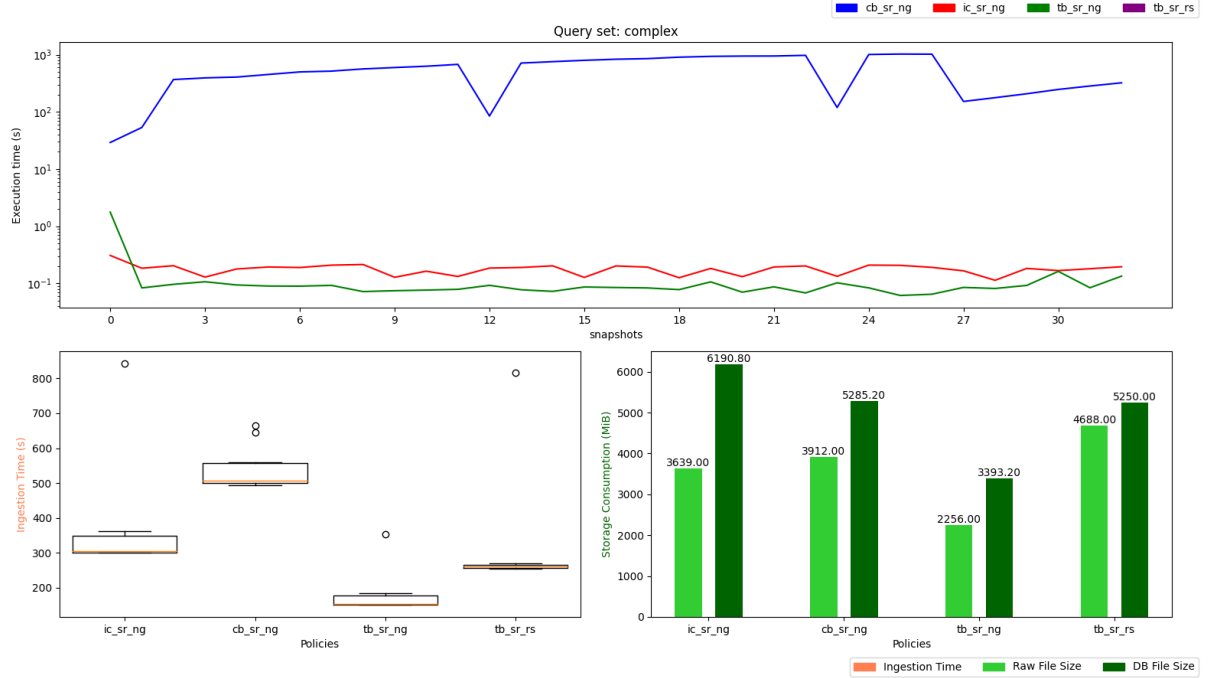 cb_sr_ng ic_sr_ng tb_sr_ng tb_sr_rs
Query set: complex
Execution time (s)
10³
10²
10¹
10⁰
10⁻¹
0 3 6 9 12 15 18 21 24 27 30
snapshots
Ingestion Time (s)
800
700
600
500
400
300
200
ic_sr_ng cb_sr_ng tb_sr_ng tb_sr_rs
Policies
Storage Consumption (MiB)
6000
5000
4000
3000
2000
1000
0
3639.00 6190.80
3912.00 5285.20
2256.00 3393.20
4688.00 5250.00
ic_sr_ng cb_sr_ng tb_sr_ng tb_sr_rs
Policies
Ingestion Time Raw File Size DB File Size